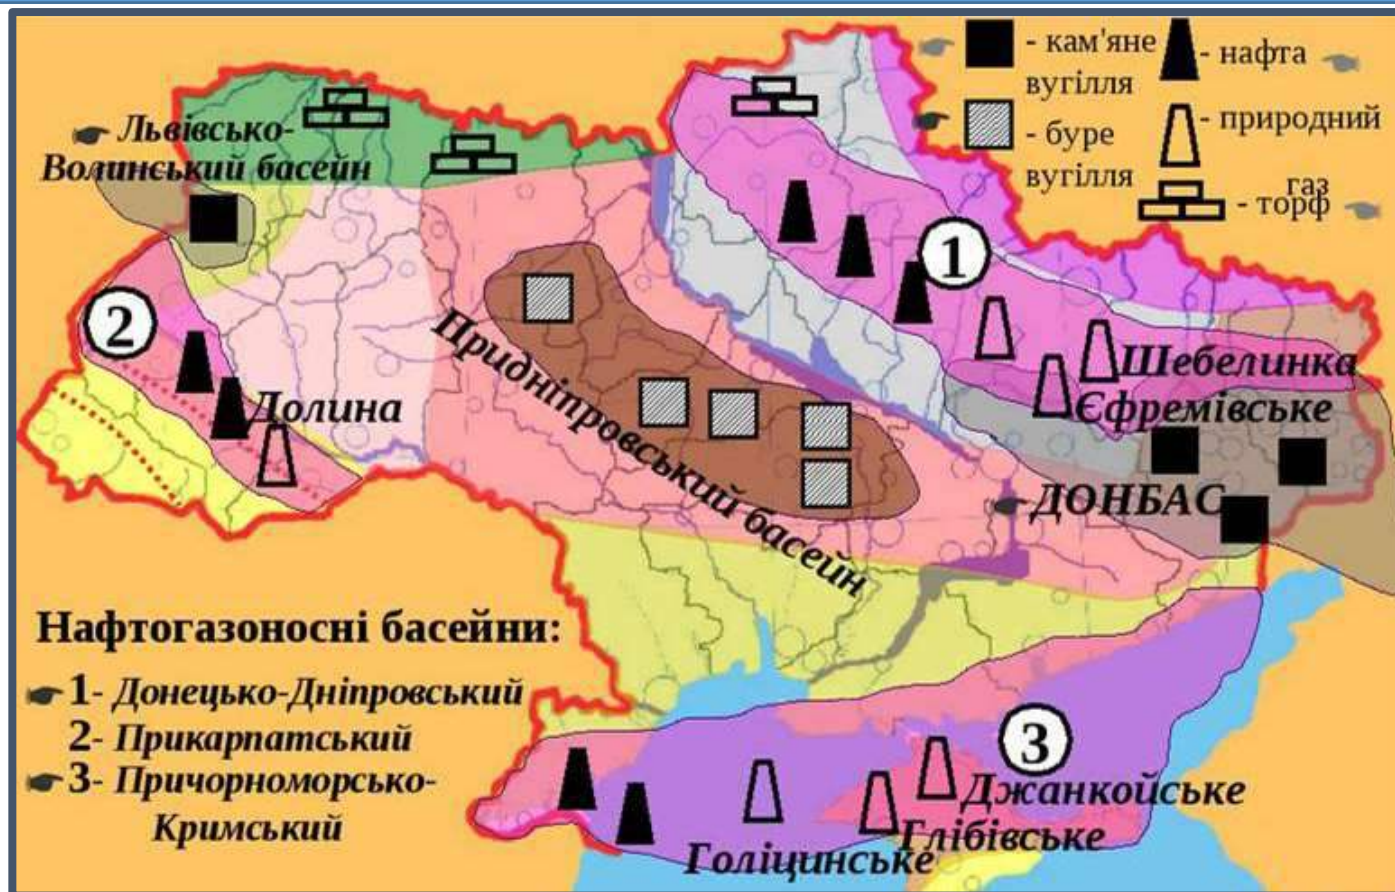 - кам'яне
вугілля
- нафта
- буре
вугілля
- природний
газ
- торф
Львівсько-
Волинський басейн
1
2
Долина
Придніпровський басейн
Шебелинка
Єфремівське
ДОНБАС
Нафтогазоносні басейни:
1- Донецько-Дніпровський
2- Прикарпатський
3- Причорноморсько-
Кримський
3
Джанкойське
Глібівське
Голіцинське